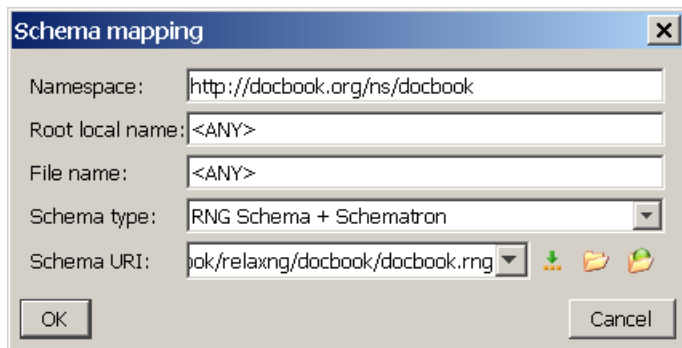 Schema mapping
Namespace: http://docbook.org/ns/docbook
Root local name: <ANY>
File name: <ANY>
Schema type: RNG Schema + Schematron
Schema URI: ook/relaxng/docbook/docbook.rng
OK Cancel